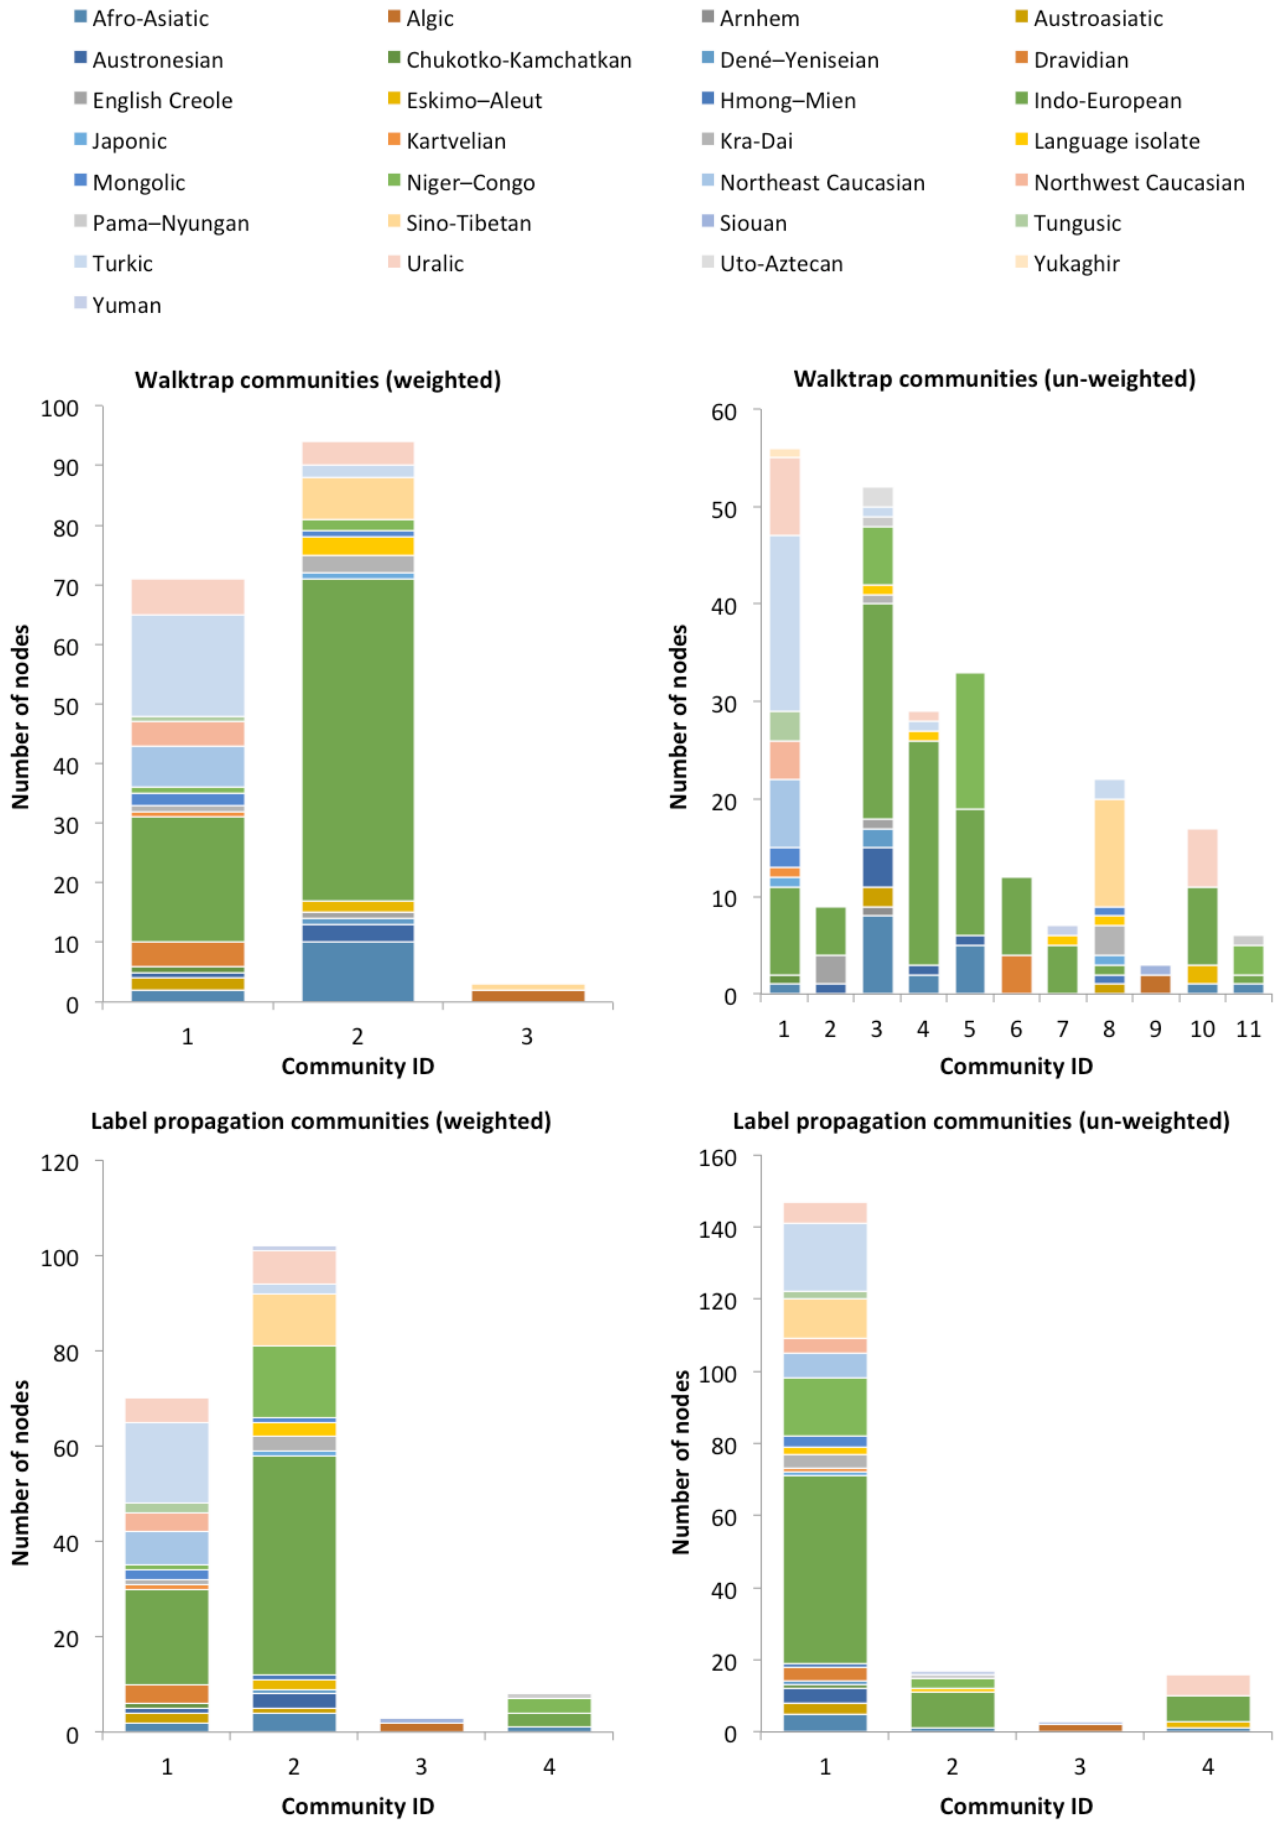 Afro-Asiatic Algic Arnhem Austroasiatic
Austronesian Chukotko-Kamchatkan Dené–Yeniseian Dravidian
English Creole Eskimo–Aleut Hmong–Mien Indo-European
Japonic Kartvelian Kra-Dai Language isolate
Mongolic Niger–Congo Northeast Caucasian Northwest Caucasian
Pama–Nyungan Sino-Tibetan Siouan Tungusic
Turkic Uralic Uto-Aztecan Yukaghir
Yuman
Walktrap communities (weighted)
Number of nodes
100
90
80
70
60
50
40
30
20
10
0
1 2 3
Community ID
Walktrap communities (un-weighted)
Number of nodes
60
50
40
30
20
10
0
1 2 3 4 5 6 7 8 9 10 11
Community ID
Label propagation communities (weighted)
Number of nodes
120
100
80
60
40
20
0
1 2 3 4
Community ID
Label propagation communities (un-weighted)
Number of nodes
160
140
120
100
80
60
40
20
0
1 2 3 4
Community ID